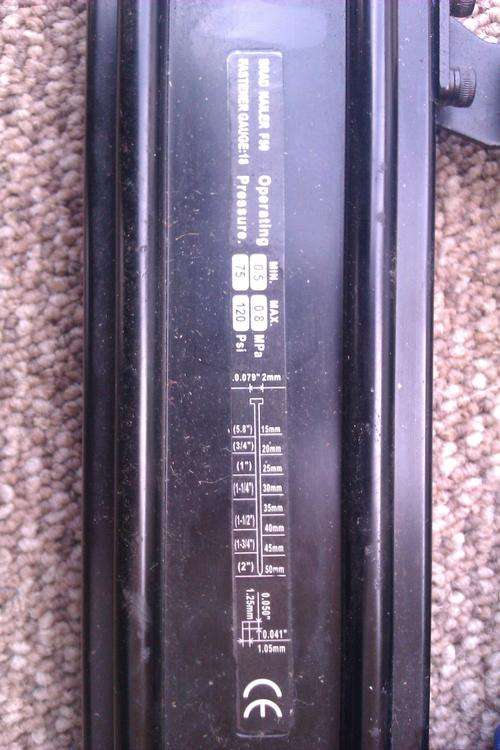 BRAD NAILER F50
FASTENER GAUGE:18
Operating
Pressure.
MIN. MAX.
0.5 0.8 MPa
75 120 Psi
0.079" 2mm
(5.8") 15mm
(3/4") 20mm
(1") 25mm
(1-1/4") 30mm
35mm
(1-1/2") 40mm
(1-3/4") 45mm
(2") 50mm
0.050"
1.25mm
0.041"
1.05mm
CE